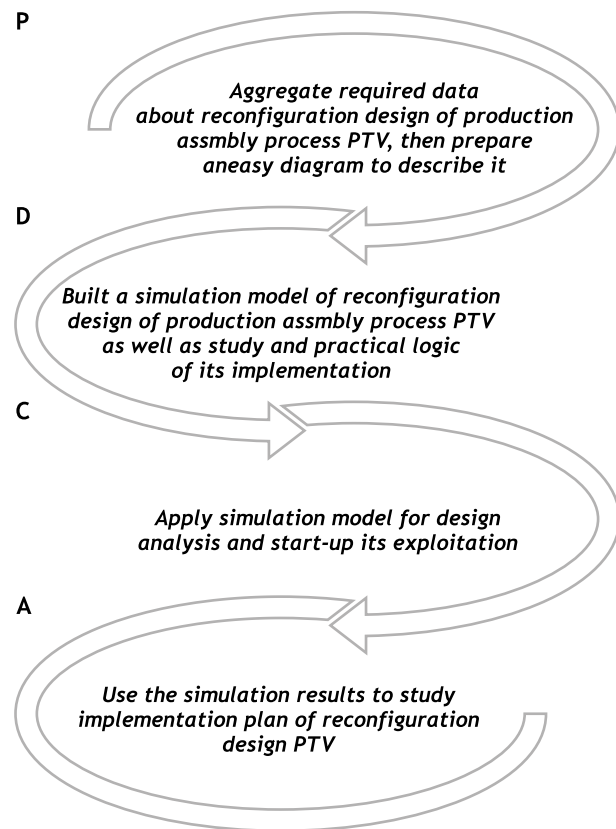 P
Aggregate required data
about reconfiguration design of production
assmbly process PTV, then prepare
aneasy diagram to describe it
D
Built a simulation model of reconfiguration
design of production assmbly process PTV
as well as study and practical logic
of its implementation
C
Apply simulation model for design
analysis and start-up its exploitation
A
Use the simulation results to study
implementation plan of reconfiguration
design PTV